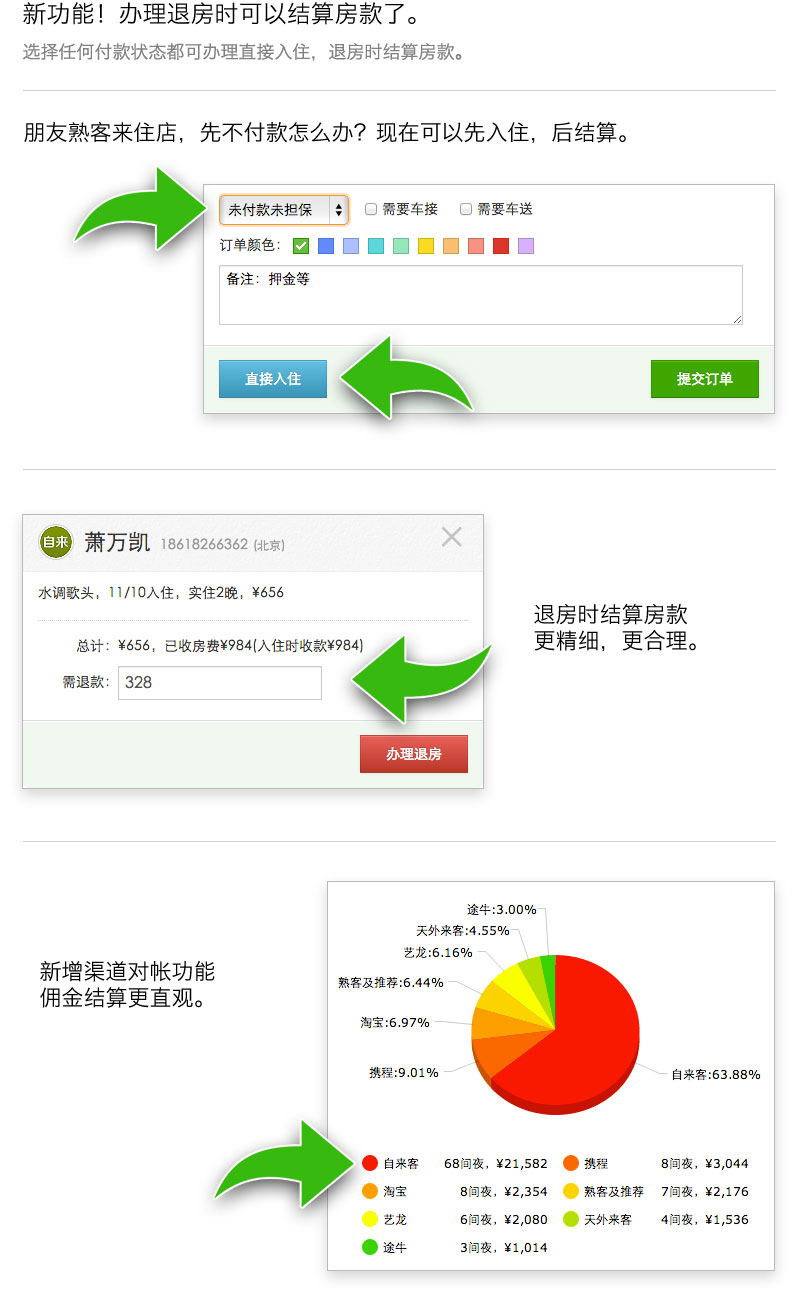 新功能！办理退房时可以结算房款了。
选择任何付款状态都可办理直接入住，退房时结算房款。
朋友熟客来住店，先不付款怎么办？现在可以先入住，后结算。
未付款未担保 需要车接 需要车送
订单颜色：
备注：押金等
直接入住 提交订单
自来 萧万凯 18618266362 (北京)
水调歌头，11/10入住，实住2晚，¥656
总计：¥656，已收房费¥984(入住时收款¥984)
需退款：328
办理退房
退房时结算房款
更精细，更合理。
新增渠道对帐功能
佣金结算更直观。
途牛:3.00%
天外来客:4.55%
艺龙:6.16%
熟客及推荐:6.44%
淘宝:6.97%
携程:9.01%
自来客:63.88%
自来客 68间夜，¥21,582 携程 8间夜，¥3,044
淘宝 8间夜，¥2,354 熟客及推荐 7间夜，¥2,176
艺龙 6间夜，¥2,080 天外来客 4间夜，¥1,536
途牛 3间夜，¥1,014